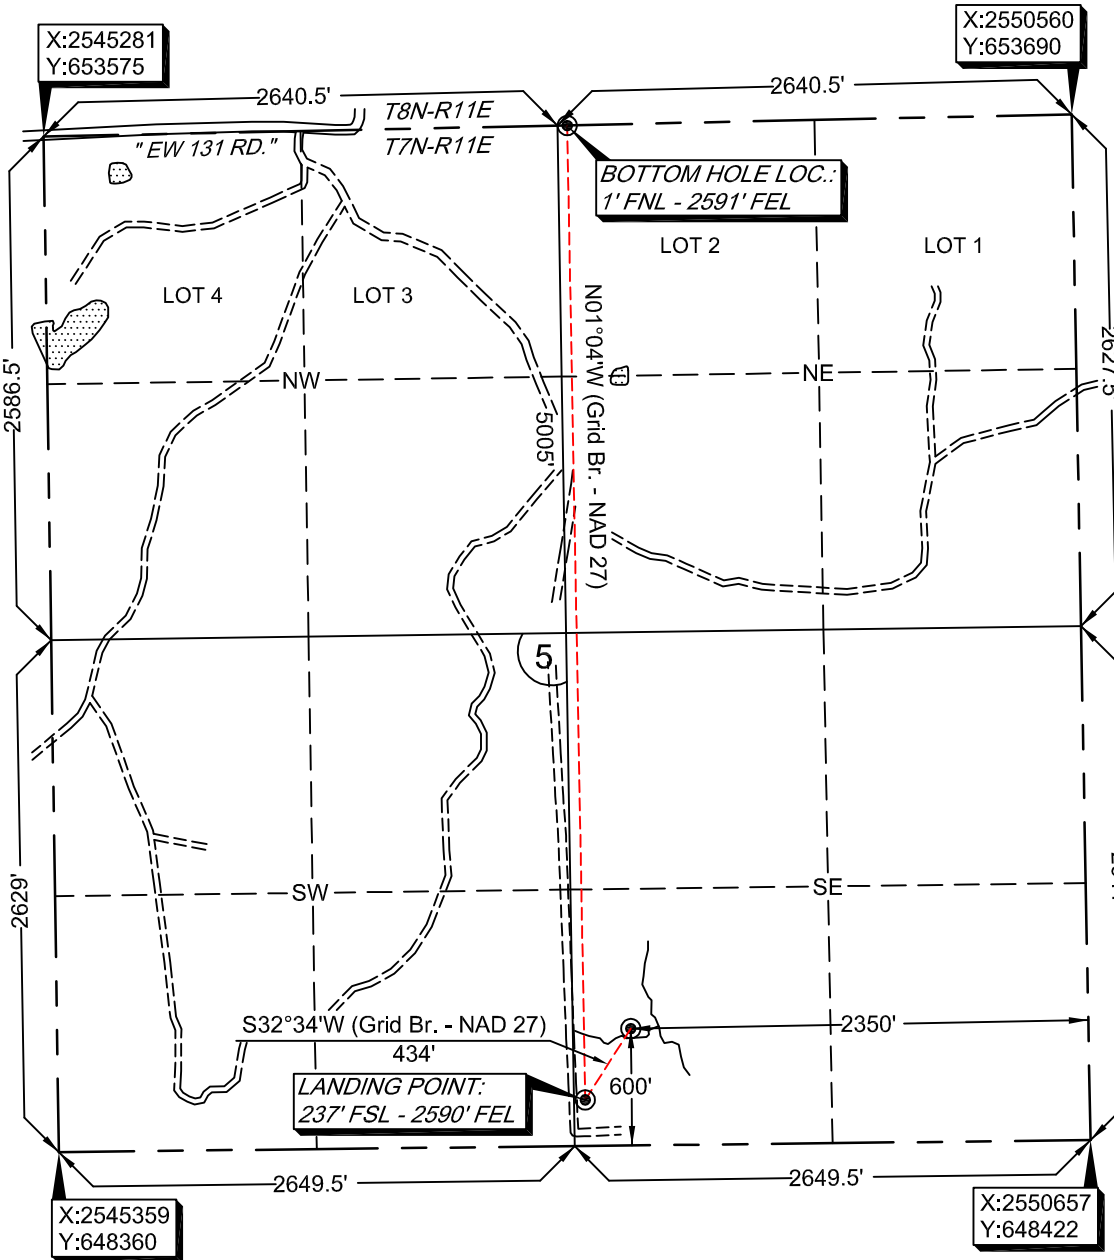 X:2545281
Y:653575
X:2550560
Y:653690
2640.5'
2640.5'
T8N-R11E
T7N-R11E
"EW 131 RD."
BOTTOM HOLE LOC.:
1' FNL - 2591' FEL
LOT 2
LOT 1
LOT 4
LOT 3
N01°04'W (Grid Br. - NAD 27)
5005'
2586.5'
2627.5'
NW
NE
5
2629'
SW
SE
S32°34'W (Grid Br. - NAD 27)
434'
2350'
600'
LANDING POINT:
237' FSL - 2590' FEL
2649.5'
2649.5'
X:2545359
Y:648360
X:2550657
Y:648422